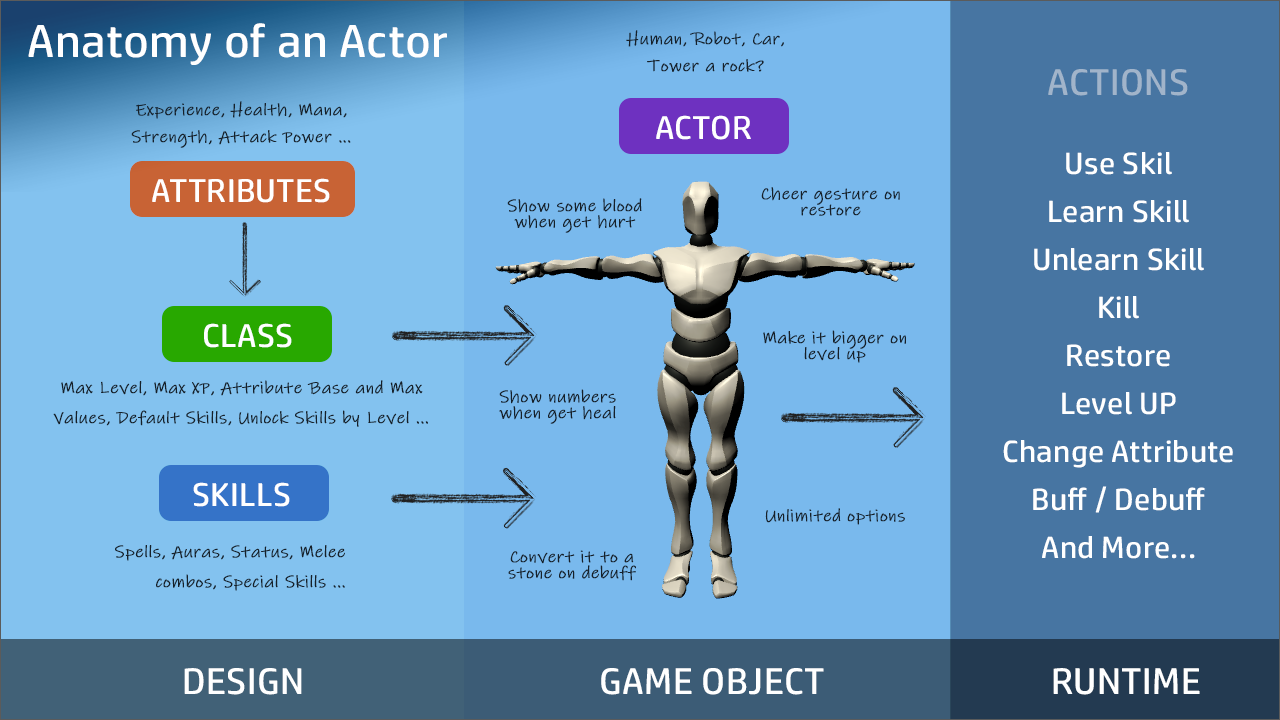 Anatomy of an Actor
Experience, Health, Mana,
Strength, Attack Power ...
ATTRIBUTES
CLASS
Max Level, Max XP, Attribute Base and Max
Values, Default Skills, Unlock Skills by Level ...
SKILLS
Spells, Auras, Status, Melee
combos, Special Skills ...
DESIGN
Human, Robot, Car,
Tower a rock?
ACTOR
Show some blood
when get hurt
Cheer gesture on
restore
Make it bigger on
level up
Show numbers
when get heal
Unlimited options
Convert it to a
stone on debuff
GAME OBJECT
ACTIONS
Use Skil
Learn Skill
Unlearn Skill
Kill
Restore
Level UP
Change Attribute
Buff / Debuff
And More...
RUNTIME